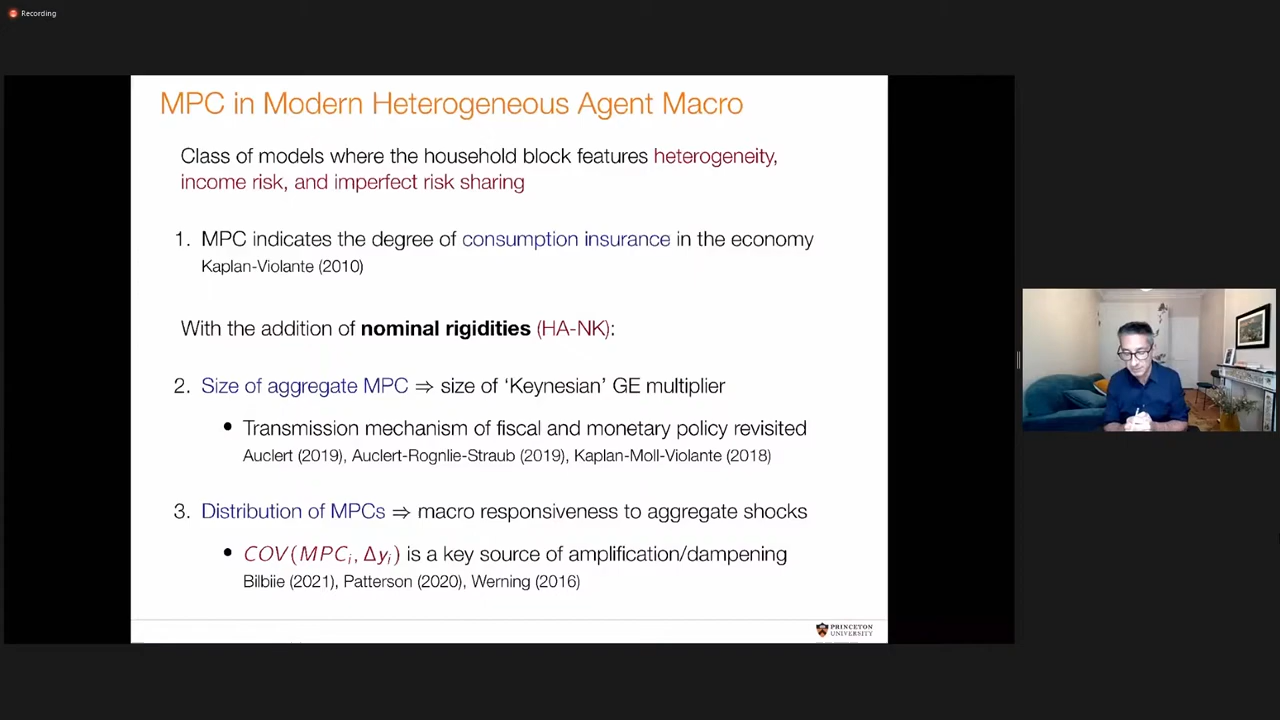 Recording
MPC in Modern Heterogeneous Agent Macro
Class of models where the household block features heterogeneity,
income risk, and imperfect risk sharing
1. MPC indicates the degree of consumption insurance in the economy
Kaplan-Violante (2010)
With the addition of nominal rigidities (HA-NK):
2. Size of aggregate MPC ⇒ size of ‘Keynesian’ GE multiplier
• Transmission mechanism of fiscal and monetary policy revisited
Auclert (2019), Auclert-Rognlie-Straub (2019), Kaplan-Moll-Violante (2018)
3. Distribution of MPCs ⇒ macro responsiveness to aggregate shocks
• COV(MPCᵢ, Δyᵢ) is a key source of amplification/dampening
Bilbiie (2021), Patterson (2020), Werning (2016)
PRINCETON
UNIVERSITY